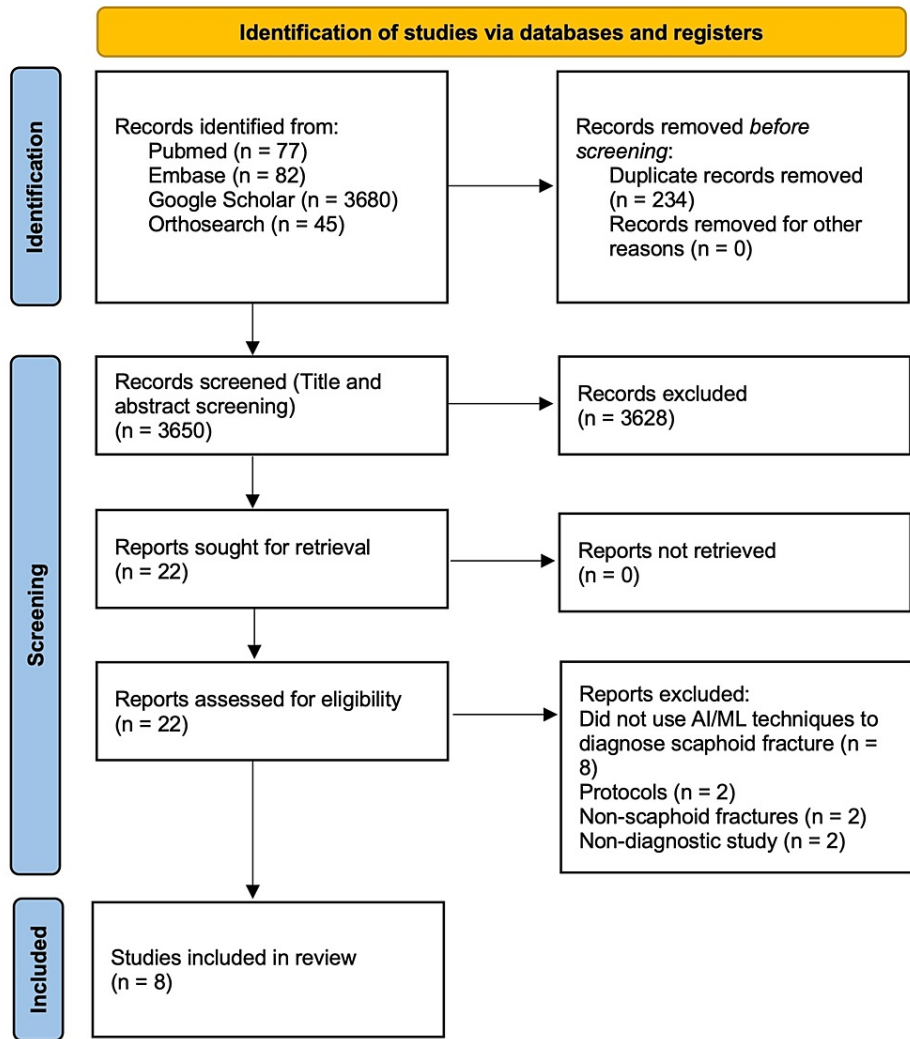 Identification of studies via databases and registers
Identification
Records identified from:
Pubmed (n = 77)
Embase (n = 82)
Google Scholar (n = 3680)
Orthosearch (n = 45)
Records removed before
screening:
Duplicate records removed
(n = 234)
Records removed for other
reasons (n = 0)
Screening
Records screened (Title and
abstract screening)
(n = 3650)
Records excluded
(n = 3628)
Reports sought for retrieval
(n = 22)
Reports not retrieved
(n = 0)
Reports assessed for eligibility
(n = 22)
Reports excluded:
Did not use AI/ML techniques to
diagnose scaphoid fracture (n =
8)
Protocols (n = 2)
Non-scaphoid fractures (n = 2)
Non-diagnostic study (n = 2)
Included
Studies included in review
(n = 8)